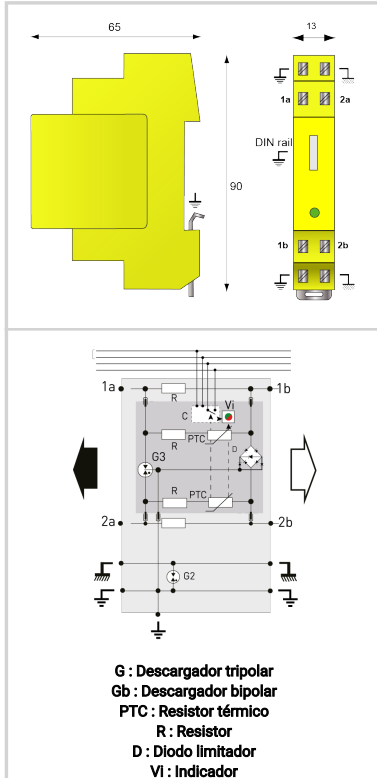 65
13
1a
2a
DIN rail
90
1b
2b
1a
1b
R
C
Vi
R
PTC
D
G3
R
PTC
2a
2b
G2
G : Descargador tripolar
Gb : Descargador bipolar
PTC : Resistor térmico
R : Resistor
D : Diodo limitador
Vi : Indicador